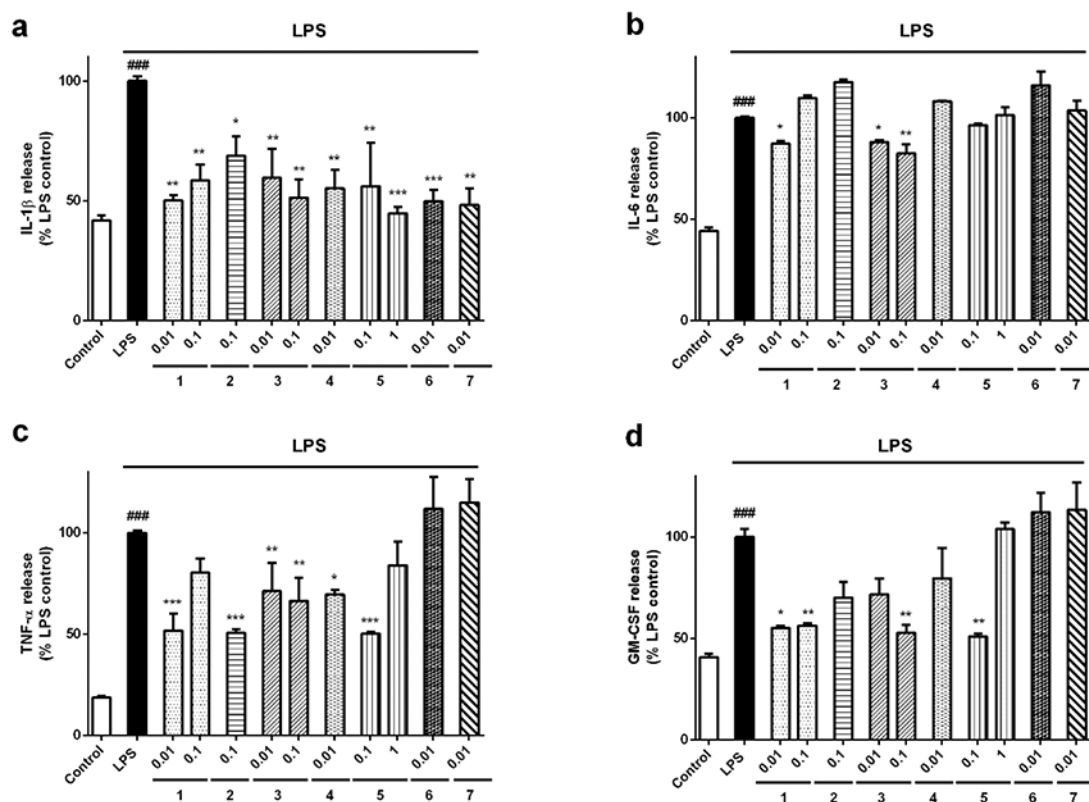 a
LPS
IL-1β release
(% LPS control)
100
50
0
###
** ** * ** ** ** ** *** *** **
Control LPS 0.01 0.1 0.1 0.01 0.1 0.01 0.1 1 0.01 0.01
1 2 3 4 5 6 7
b
LPS
IL-6 release
(% LPS control)
100
50
0
###
* * **
Control LPS 0.01 0.1 0.1 0.01 0.1 0.01 0.1 1 0.01 0.01
1 2 3 4 5 6 7
c
LPS
TNF-α release
(% LPS control)
100
50
0
###
*** *** ** ** * ***
Control LPS 0.01 0.1 0.1 0.01 0.1 0.01 0.1 1 0.01 0.01
1 2 3 4 5 6 7
d
LPS
GM-CSF release
(% LPS control)
100
50
0
###
* ** ** **
Control LPS 0.01 0.1 0.1 0.01 0.1 0.01 0.1 1 0.01 0.01
1 2 3 4 5 6 7